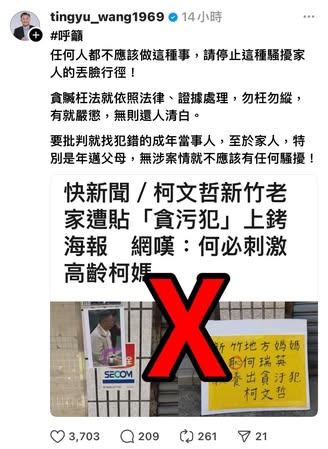 tingyu_wang1969
14小時
#呼籲
任何人都不應該做這種事，請停止這種騷擾家
人的丟臉行徑！
貪贓枉法就依照法律、證據處理，勿枉勿縱，
有就嚴懲，無則還人清白。
要批判就找犯錯的成年當事人，至於家人，特
別是年邁父母，無涉案情就不應該有任何騷擾！
快新聞／柯文哲新竹老
家遭貼「貪污犯」上銬
海報　網嘆：何必刺激
高齡柯媽
X
全
SECOM
新竹地方媽媽
恥何瑞英
養出貪汙犯
柯文哲
3,703
209
261
21